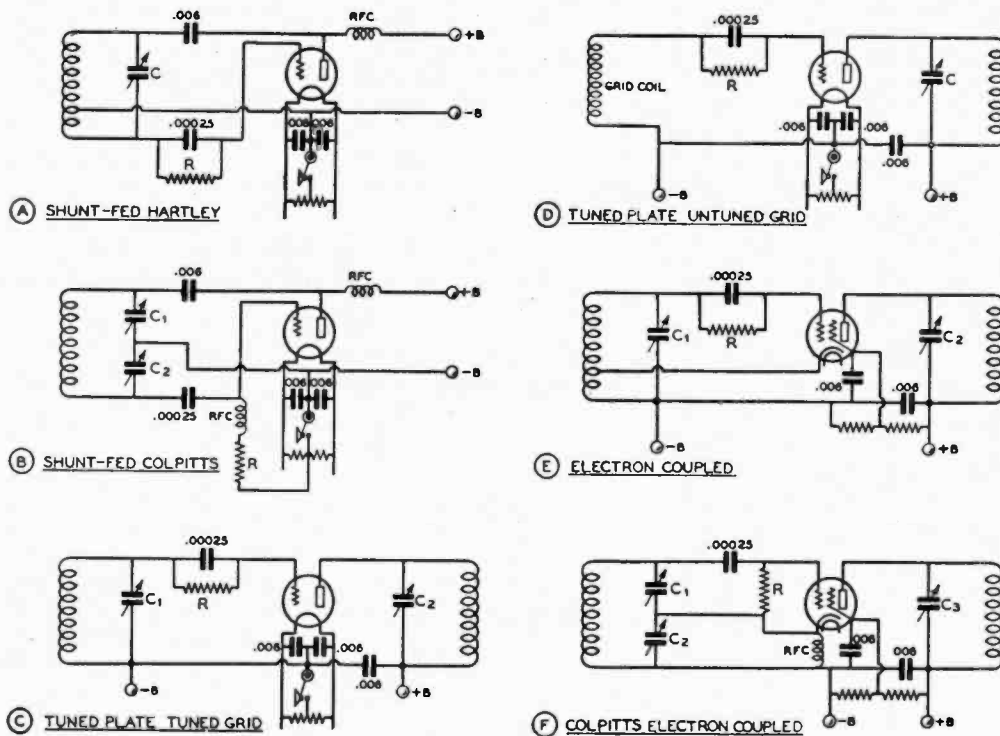 .006
RFC
+B
C
-B
.00025
R
.006 .006
(A) SHUNT-FED HARTLEY
.006
RFC
+B
C1
C2
-B
.00025
RFC
.006 .006
R
(B) SHUNT-FED COLPITTS
.00025
R
C1
C2
.006 .006
.006
-B
+B
(C) TUNED PLATE TUNED GRID
.00025
R
GRID COIL
C
.006 .006
.006
-B
+B
(D) TUNED PLATE UNTUNED GRID
.00025
R
C1
C2
.006
.006
-B
+B
(E) ELECTRON COUPLED
.00025
R
C1
C2
C3
RFC
.006
006
-B
+B
(F) COLPITTS ELECTRON COUPLED